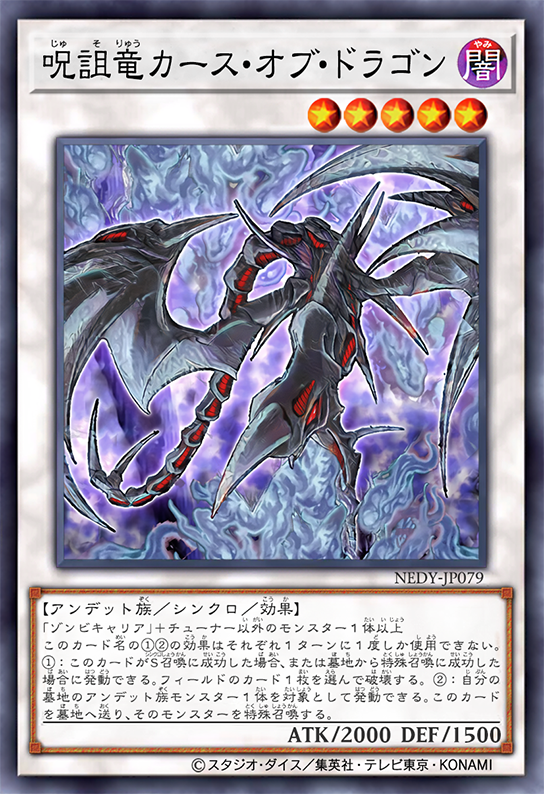 呪詛竜カース・オブ・ドラゴン
じゅ そ りゅう
闇
やみ
NEDY-JP079
【アンデット族／シンクロ／効果】
「ゾンビキャリア」＋チューナー以外のモンスター１体以上
このカード名の①②の効果はそれぞれ１ターンに１度しか使用できない。
①：このカードがＳ召喚に成功した場合、または墓地から特殊召喚に成功した
場合に発動できる。フィールドのカード１枚を選んで破壊する。②：自分の
墓地のアンデット族モンスター１体を対象として発動できる。このカード
を墓地へ送り、そのモンスターを特殊召喚する。
ATK/2000 DEF/1500
©スタジオ・ダイス／集英社・テレビ東京・KONAMI